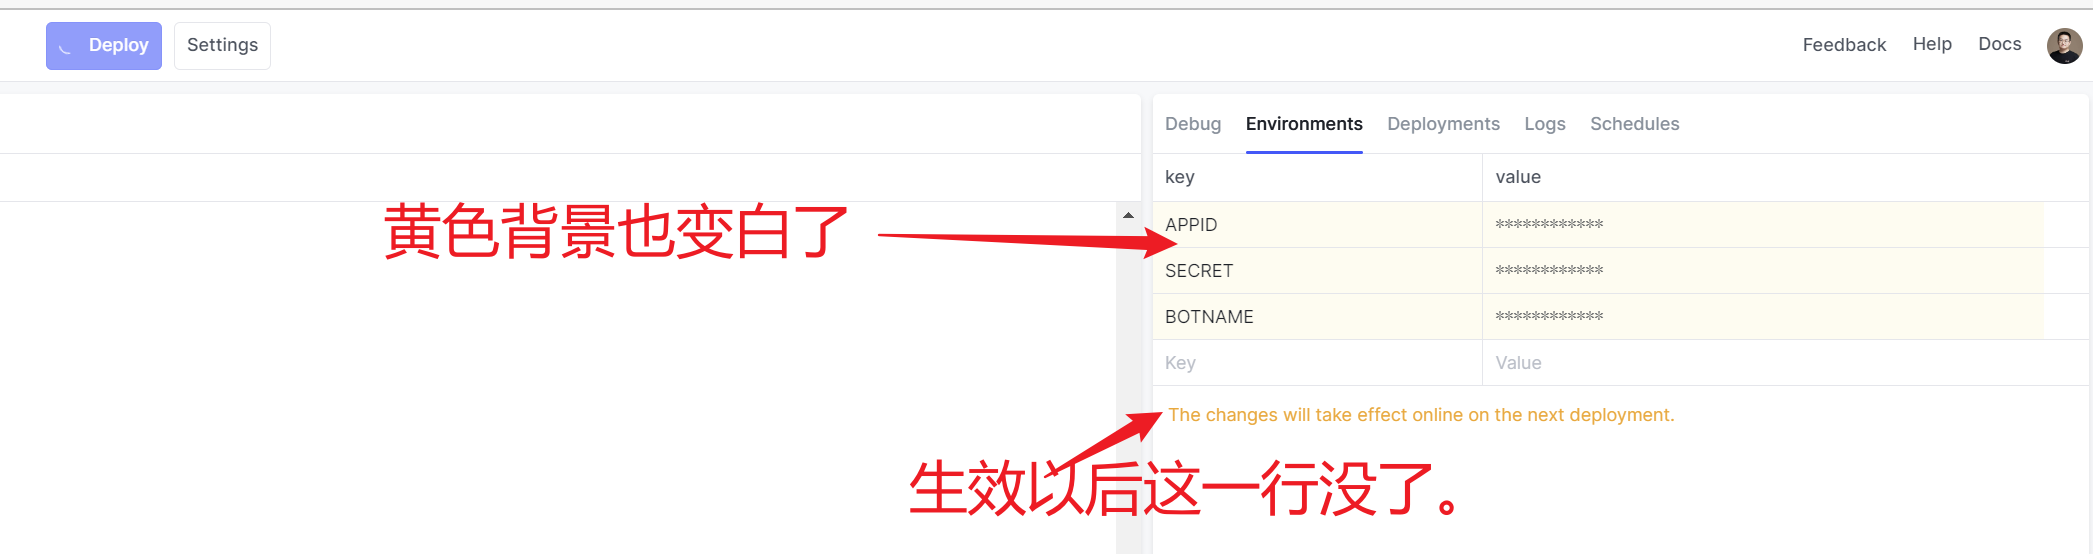 Deploy
Settings
Feedback
Help
Docs
Debug
Environments
Deployments
Logs
Schedules
key
value
黄色背景也变白了
APPID
************
SECRET
************
BOTNAME
************
Key
Value
The changes will take effect online on the next deployment.
生效以后这一行没了。